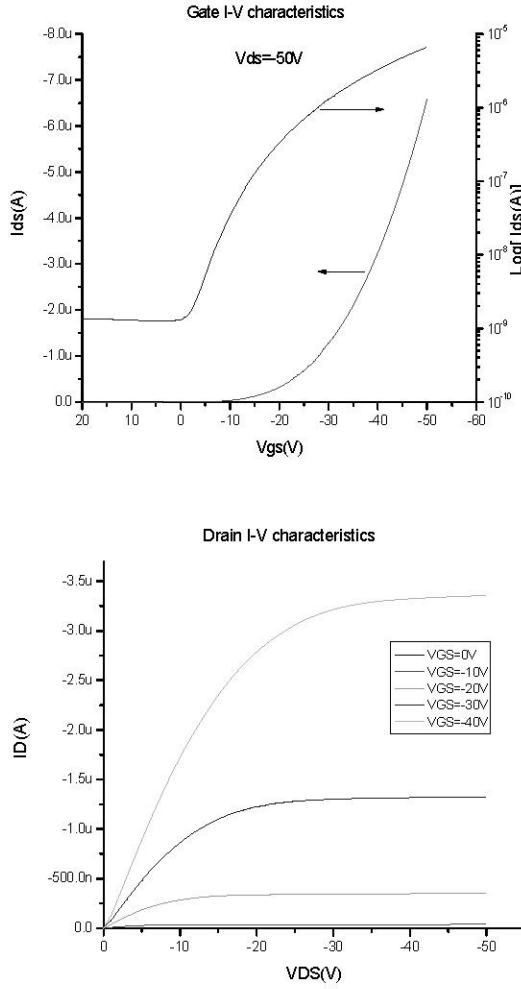 Gate I-V characteristics
Vds=-50V
Ids(A)
-8.0u
-7.0u
-6.0u
-5.0u
-4.0u
-3.0u
-2.0u
-1.0u
0.0
20 10 0 -10 -20 -30 -40 -50 -60
Vgs(V)
10-5
10-6
10-7
10-8
10-9
10-10
Log[ Ids(A)]
Drain I-V characteristics
ID(A)
-3.5u
-3.0u
-2.5u
-2.0u
-1.5u
-1.0u
-500.0n
0.0
0 -10 -20 -30 -40 -50
VDS(V)
VGS=0V
VGS=-10V
VGS=-20V
VGS=-30V
VGS=-40V